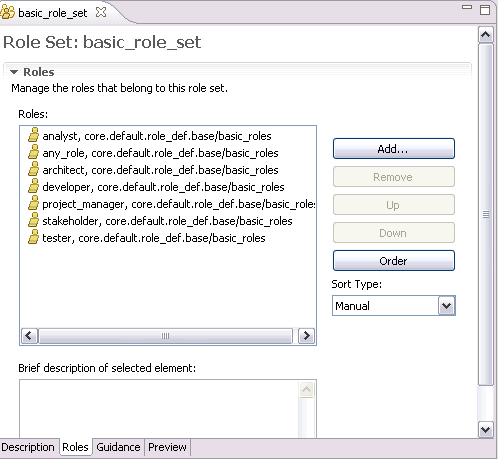 basic_role_set
Role Set: basic_role_set
Roles
Manage the roles that belong to this role set.
Roles:
analyst, core.default.role_def.base/basic_roles
any_role, core.default.role_def.base/basic_roles
architect, core.default.role_def.base/basic_roles
developer, core.default.role_def.base/basic_roles
project_manager, core.default.role_def.base/basic_roles
stakeholder, core.default.role_def.base/basic_roles
tester, core.default.role_def.base/basic_roles
Add...
Remove
Up
Down
Order
Sort Type:
Manual
Brief description of selected element:
Description Roles Guidance Preview